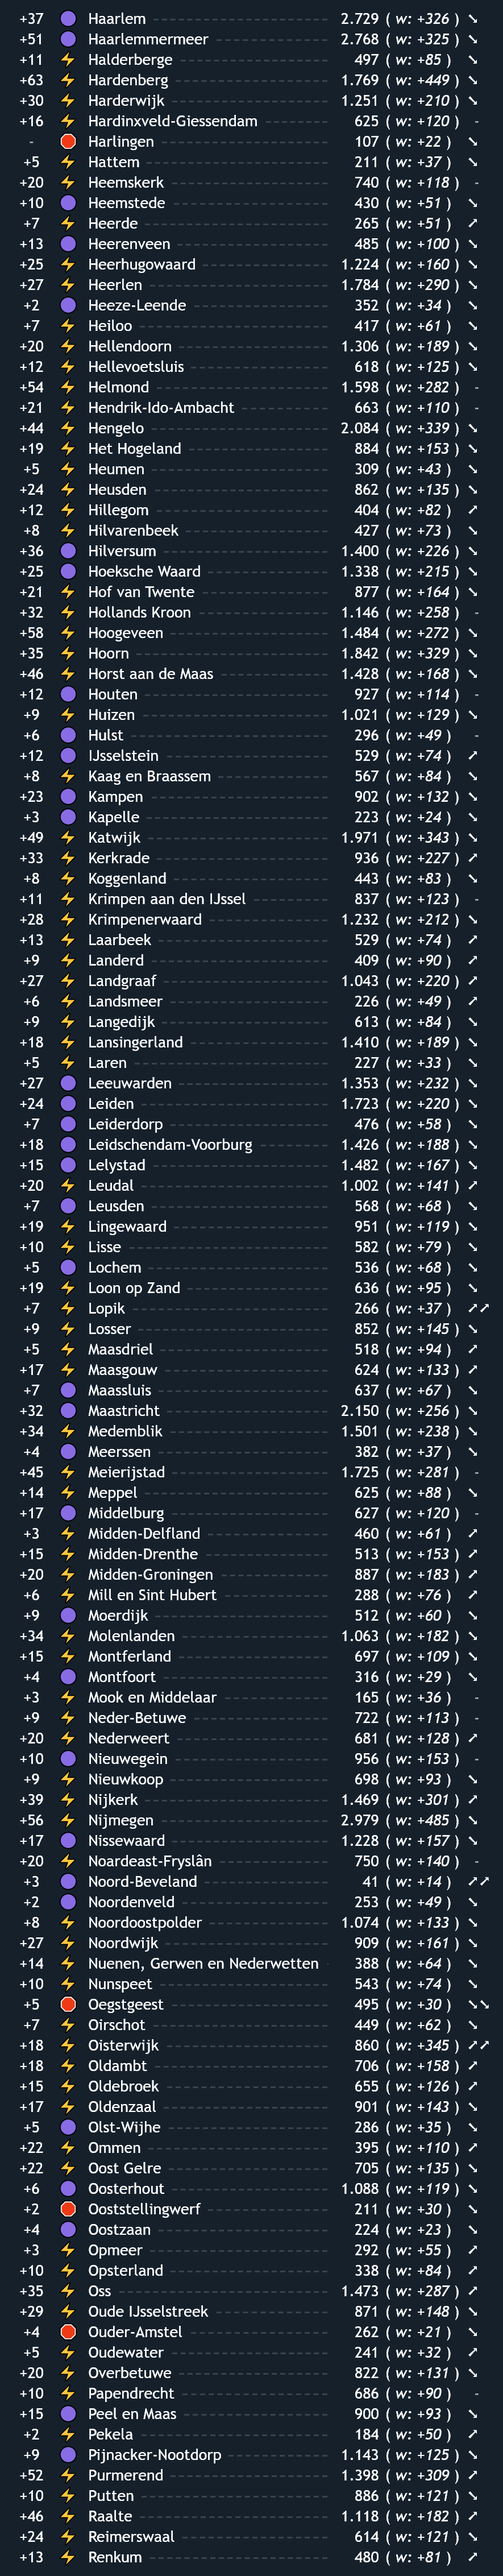 +37 Haarlem 2.729 ( w: +326 ) ↘
+51 Haarlemmermeer 2.768 ( w: +325 ) ↘
+11 Halderberge 497 ( w: +85 ) ↘
+63 Hardenberg 1.769 ( w: +449 ) ↘
+30 Harderwijk 1.251 ( w: +210 ) ↘
+16 Hardinxveld-Giessendam 625 ( w: +120 ) -
- Harlingen 107 ( w: +22 ) ↘
+5 Hattem 211 ( w: +37 ) ↘
+20 Heemskerk 740 ( w: +118 ) -
+10 Heemstede 430 ( w: +51 ) ↘
+7 Heerde 265 ( w: +51 ) ↗
+13 Heerenveen 485 ( w: +100 ) ↘
+25 Heerhugowaard 1.224 ( w: +160 ) ↘
+27 Heerlen 1.784 ( w: +290 ) ↘
+2 Heeze-Leende 352 ( w: +34 ) ↘
+7 Heiloo 417 ( w: +61 ) ↘
+20 Hellendoorn 1.306 ( w: +189 ) ↘
+12 Hellevoetsluis 618 ( w: +125 ) ↘
+54 Helmond 1.598 ( w: +282 ) -
+21 Hendrik-Ido-Ambacht 663 ( w: +110 ) -
+44 Hengelo 2.084 ( w: +339 ) ↘
+19 Het Hogeland 884 ( w: +153 ) ↘
+5 Heumen 309 ( w: +43 ) ↘
+24 Heusden 862 ( w: +135 ) ↘
+12 Hillegom 404 ( w: +82 ) ↗
+8 Hilvarenbeek 427 ( w: +73 ) ↘
+36 Hilversum 1.400 ( w: +226 ) ↘
+25 Hoeksche Waard 1.338 ( w: +215 ) ↘
+21 Hof van Twente 877 ( w: +164 ) ↘
+32 Hollands Kroon 1.146 ( w: +258 ) -
+58 Hoogeveen 1.484 ( w: +272 ) ↘
+35 Hoorn 1.842 ( w: +329 ) ↘
+46 Horst aan de Maas 1.428 ( w: +168 ) ↘
+12 Houten 927 ( w: +114 ) -
+9 Huizen 1.021 ( w: +129 ) ↘
+6 Hulst 296 ( w: +49 ) -
+12 IJsselstein 529 ( w: +74 ) ↗
+8 Kaag en Braassem 567 ( w: +84 ) ↘
+23 Kampen 902 ( w: +132 ) ↘
+3 Kapelle 223 ( w: +24 ) ↘
+49 Katwijk 1.971 ( w: +343 ) ↘
+33 Kerkrade 936 ( w: +227 ) ↗
+8 Koggenland 443 ( w: +83 ) ↘
+11 Krimpen aan den IJssel 837 ( w: +123 ) -
+28 Krimpenerwaard 1.232 ( w: +212 ) ↘
+13 Laarbeek 529 ( w: +74 ) ↗
+9 Landerd 409 ( w: +90 ) ↗
+27 Landgraaf 1.043 ( w: +220 ) ↗
+6 Landsmeer 226 ( w: +49 ) ↗
+9 Langedijk 613 ( w: +84 ) ↘
+18 Lansingerland 1.410 ( w: +189 ) ↘
+5 Laren 227 ( w: +33 ) ↘
+27 Leeuwarden 1.353 ( w: +232 ) ↘
+24 Leiden 1.723 ( w: +220 ) ↘
+7 Leiderdorp 476 ( w: +58 ) ↘
+18 Leidschendam-Voorburg 1.426 ( w: +188 ) ↘
+15 Lelystad 1.482 ( w: +167 ) ↘
+20 Leudal 1.002 ( w: +141 ) ↗
+7 Leusden 568 ( w: +68 ) ↘
+19 Lingewaard 951 ( w: +119 ) ↘
+10 Lisse 582 ( w: +79 ) ↘
+5 Lochem 536 ( w: +68 ) ↘
+19 Loon op Zand 636 ( w: +95 ) ↘
+7 Lopik 266 ( w: +37 ) ↗↗
+9 Losser 852 ( w: +145 ) ↘
+5 Maasdriel 518 ( w: +94 ) ↗
+17 Maasgouw 624 ( w: +133 ) ↗
+7 Maassluis 637 ( w: +67 ) ↘
+32 Maastricht 2.150 ( w: +256 ) ↘
+34 Medemblik 1.501 ( w: +238 ) ↘
+4 Meerssen 382 ( w: +37 ) ↘
+45 Meierijstad 1.725 ( w: +281 ) -
+14 Meppel 625 ( w: +88 ) ↘
+17 Middelburg 627 ( w: +120 ) -
+3 Midden-Delfland 460 ( w: +61 ) ↗
+15 Midden-Drenthe 513 ( w: +153 ) ↗
+20 Midden-Groningen 887 ( w: +183 ) ↗
+6 Mill en Sint Hubert 288 ( w: +76 ) ↗
+9 Moerdijk 512 ( w: +60 ) ↘
+34 Molenlanden 1.063 ( w: +182 ) ↘
+15 Montferland 697 ( w: +109 ) ↘
+4 Montfoort 316 ( w: +29 ) ↘
+3 Mook en Middelaar 165 ( w: +36 ) -
+9 Neder-Betuwe 722 ( w: +113 ) -
+20 Nederweert 681 ( w: +128 ) ↗
+10 Nieuwegein 956 ( w: +153 ) -
+9 Nieuwkoop 698 ( w: +93 ) ↘
+39 Nijkerk 1.469 ( w: +301 ) ↗
+56 Nijmegen 2.979 ( w: +485 ) ↘
+17 Nissewaard 1.228 ( w: +157 ) ↘
+20 Noardeast-Fryslân 750 ( w: +140 ) -
+3 Noord-Beveland 41 ( w: +14 ) ↗↗
+2 Noordenveld 253 ( w: +49 ) ↘
+8 Noordoostpolder 1.074 ( w: +133 ) ↘
+27 Noordwijk 909 ( w: +161 ) ↘
+14 Nuenen, Gerwen en Nederwetten 388 ( w: +64 ) ↘
+10 Nunspeet 543 ( w: +74 ) ↘
+5 Oegstgeest 495 ( w: +30 ) ↘↘
+7 Oirschot 449 ( w: +62 ) ↘
+18 Oisterwijk 860 ( w: +345 ) ↗↗
+18 Oldambt 706 ( w: +158 ) ↗
+15 Oldebroek 655 ( w: +126 ) ↗
+17 Oldenzaal 901 ( w: +143 ) ↘
+5 Olst-Wijhe 286 ( w: +35 ) ↘
+22 Ommen 395 ( w: +110 ) ↗
+22 Oost Gelre 705 ( w: +135 ) ↘
+6 Oosterhout 1.088 ( w: +119 ) ↘
+2 Ooststellingwerf 211 ( w: +30 ) ↘
+4 Oostzaan 224 ( w: +23 ) ↘
+3 Opmeer 292 ( w: +55 ) ↗
+10 Opsterland 338 ( w: +84 ) ↗
+35 Oss 1.473 ( w: +287 ) ↗
+29 Oude IJsselstreek 871 ( w: +148 ) ↘
+4 Ouder-Amstel 262 ( w: +21 ) ↘
+5 Oudewater 241 ( w: +32 ) ↗
+20 Overbetuwe 822 ( w: +131 ) ↘
+10 Papendrecht 686 ( w: +90 ) -
+15 Peel en Maas 900 ( w: +93 ) ↘
+2 Pekela 184 ( w: +50 ) ↗
+9 Pijnacker-Nootdorp 1.143 ( w: +125 ) ↘
+52 Purmerend 1.398 ( w: +309 ) ↗
+10 Putten 886 ( w: +121 ) ↘
+46 Raalte 1.118 ( w: +182 ) ↗
+24 Reimerswaal 614 ( w: +121 ) ↘
+13 Renkum 480 ( w: +81 ) ↗